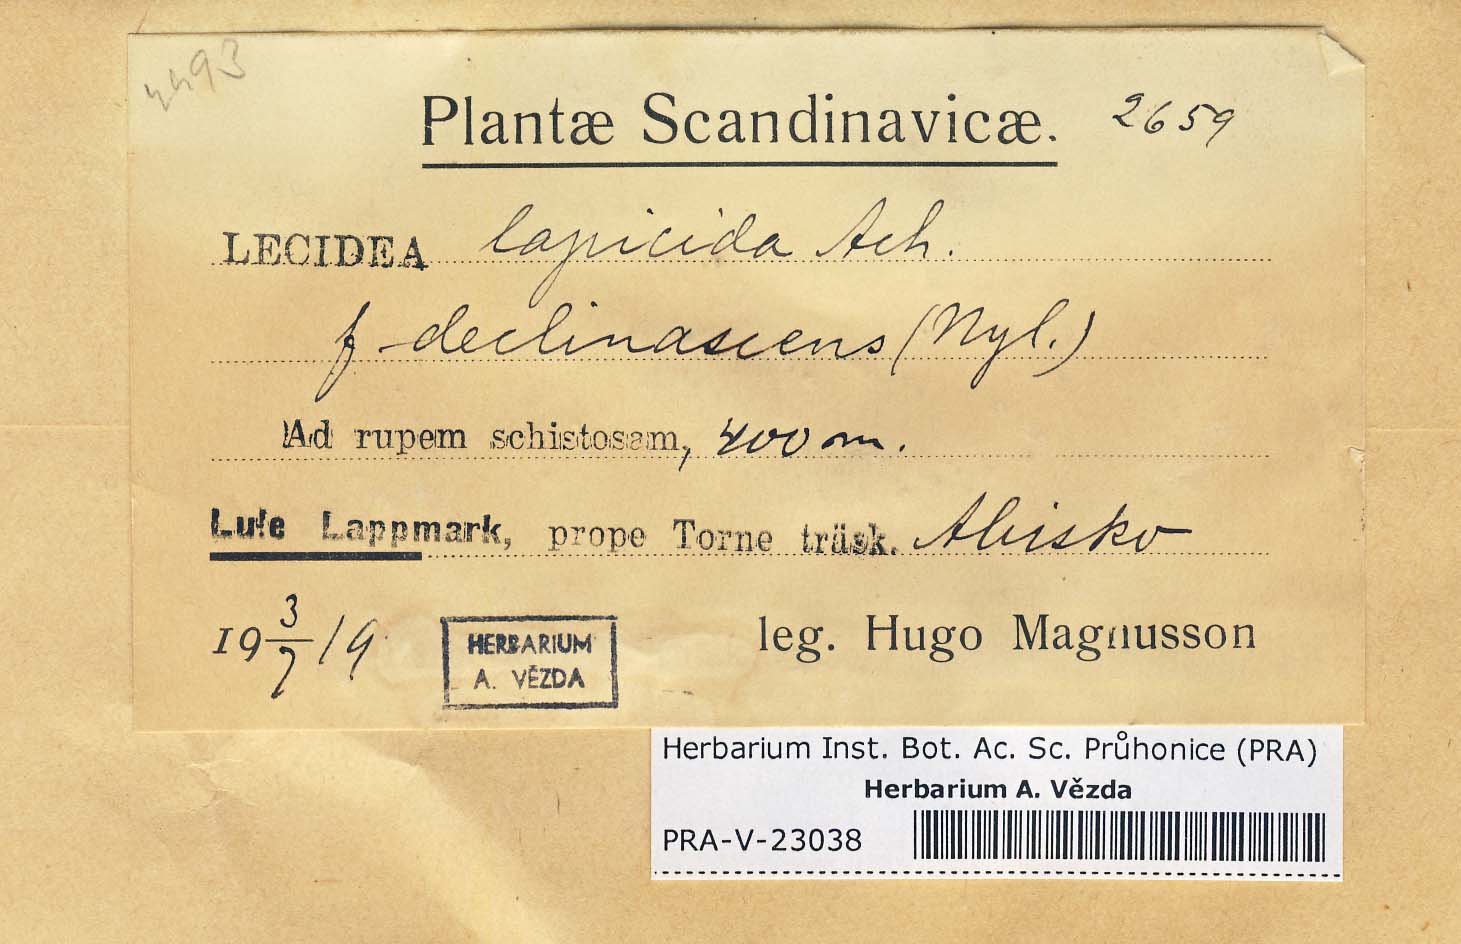 Plantæ Scandinavicæ. 2659
LECIDEA lapicida Ach.
f. declinascens (Nyl.)
Ad rupem schistosam, 400 m.
Lule Lappmark, prope Torne träsk. Abisko
19 3/7 19
HERBARIUM
A. VĚZDA
leg. Hugo Magnusson
Herbarium Inst. Bot. Ac. Sc. Průhonice (PRA)
Herbarium A. Vězda
PRA-V-23038